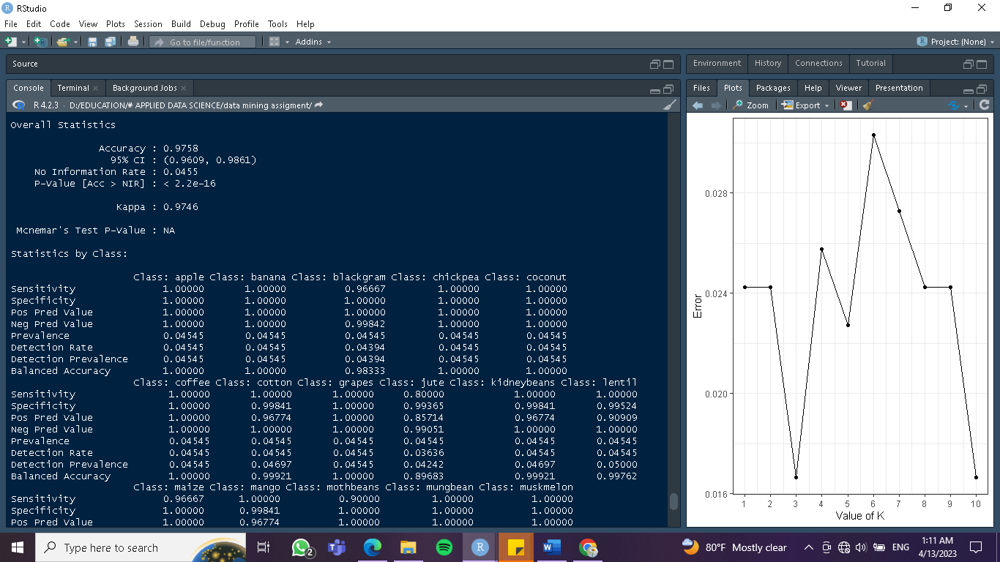 RStudio
File Edit Code View Plots Session Build Debug Profile Tools Help
Go to file/function
Addins
Project: (None)
Source
Console Terminal Background Jobs
R 4.2.3 · D:/EDUCATION/# APPLIED DATA SCIENCE/data mining assigment/
Overall Statistics
Accuracy : 0.9758
95% CI : (0.9609, 0.9861)
No Information Rate : 0.0455
P-Value [Acc > NIR] : < 2.2e-16
Kappa : 0.9746
Mcnemar's Test P-Value : NA
Statistics by Class:
Class: apple Class: banana Class: blackgram Class: chickpea Class: coconut
Sensitivity 1.00000 1.00000 0.96667 1.00000 1.00000
Specificity 1.00000 1.00000 1.00000 1.00000 1.00000
Pos Pred Value 1.00000 1.00000 1.00000 1.00000 1.00000
Neg Pred Value 1.00000 1.00000 0.99842 1.00000 1.00000
Prevalence 0.04545 0.04545 0.04545 0.04545 0.04545
Detection Rate 0.04545 0.04545 0.04394 0.04545 0.04545
Detection Prevalence 0.04545 0.04545 0.04394 0.04545 0.04545
Balanced Accuracy 1.00000 1.00000 0.98333 1.00000 1.00000
Class: coffee Class: cotton Class: grapes Class: jute Class: kidneybeans Class: lentil
Sensitivity 1.00000 1.00000 1.00000 0.80000 1.00000 1.00000
Specificity 1.00000 0.99841 1.00000 0.99365 0.99841 0.99524
Pos Pred Value 1.00000 0.96774 1.00000 0.85714 0.96774 0.90909
Neg Pred Value 1.00000 1.00000 1.00000 0.99051 1.00000 1.00000
Prevalence 0.04545 0.04545 0.04545 0.04545 0.04545 0.04545
Detection Rate 0.04545 0.04545 0.04545 0.03636 0.04545 0.04545
Detection Prevalence 0.04545 0.04697 0.04545 0.04242 0.04697 0.05000
Balanced Accuracy 1.00000 0.99921 1.00000 0.89683 0.99921 0.99762
Class: maize Class: mango Class: mothbeans Class: mungbean Class: muskmelon
Sensitivity 0.96667 1.00000 0.90000 1.00000 1.00000
Specificity 1.00000 0.99841 1.00000 1.00000 1.00000
Pos Pred Value 1.00000 0.96774 1.00000 1.00000 1.00000
Environment History Connections Tutorial
Files Plots Packages Help Viewer Presentation
Zoom Export
0.028
0.024
0.020
0.016
Error
1 2 3 4 5 6 7 8 9 10
Value of K
Type here to search
2
80°F Mostly clear
ENG
1:11 AM
4/13/2023